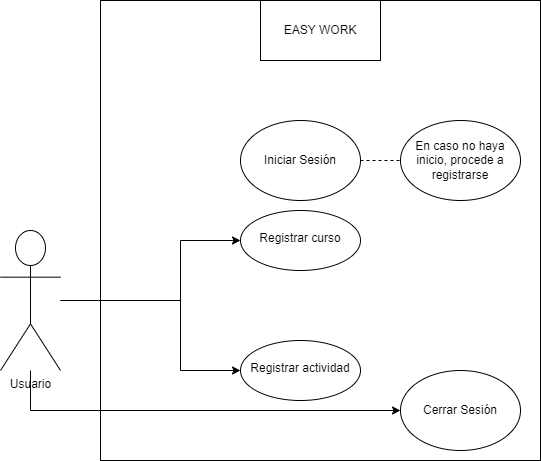 EASY WORK
Iniciar Sesión
En caso no haya
inicio, procede a
registrarse
Registrar curso
Registrar actividad
Usuario
Cerrar Sesión